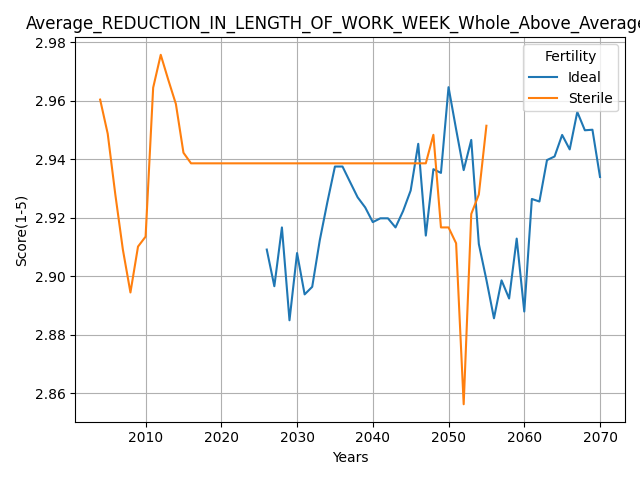 Average_REDUCTION_IN_LENGTH_OF_WORK_WEEK_Whole_Above_Average
2.98
2.96
2.94
2.92
2.90
2.88
2.86
Score(1-5)
Fertility
Ideal
Sterile
2010 2020 2030 2040 2050 2060 2070
Years